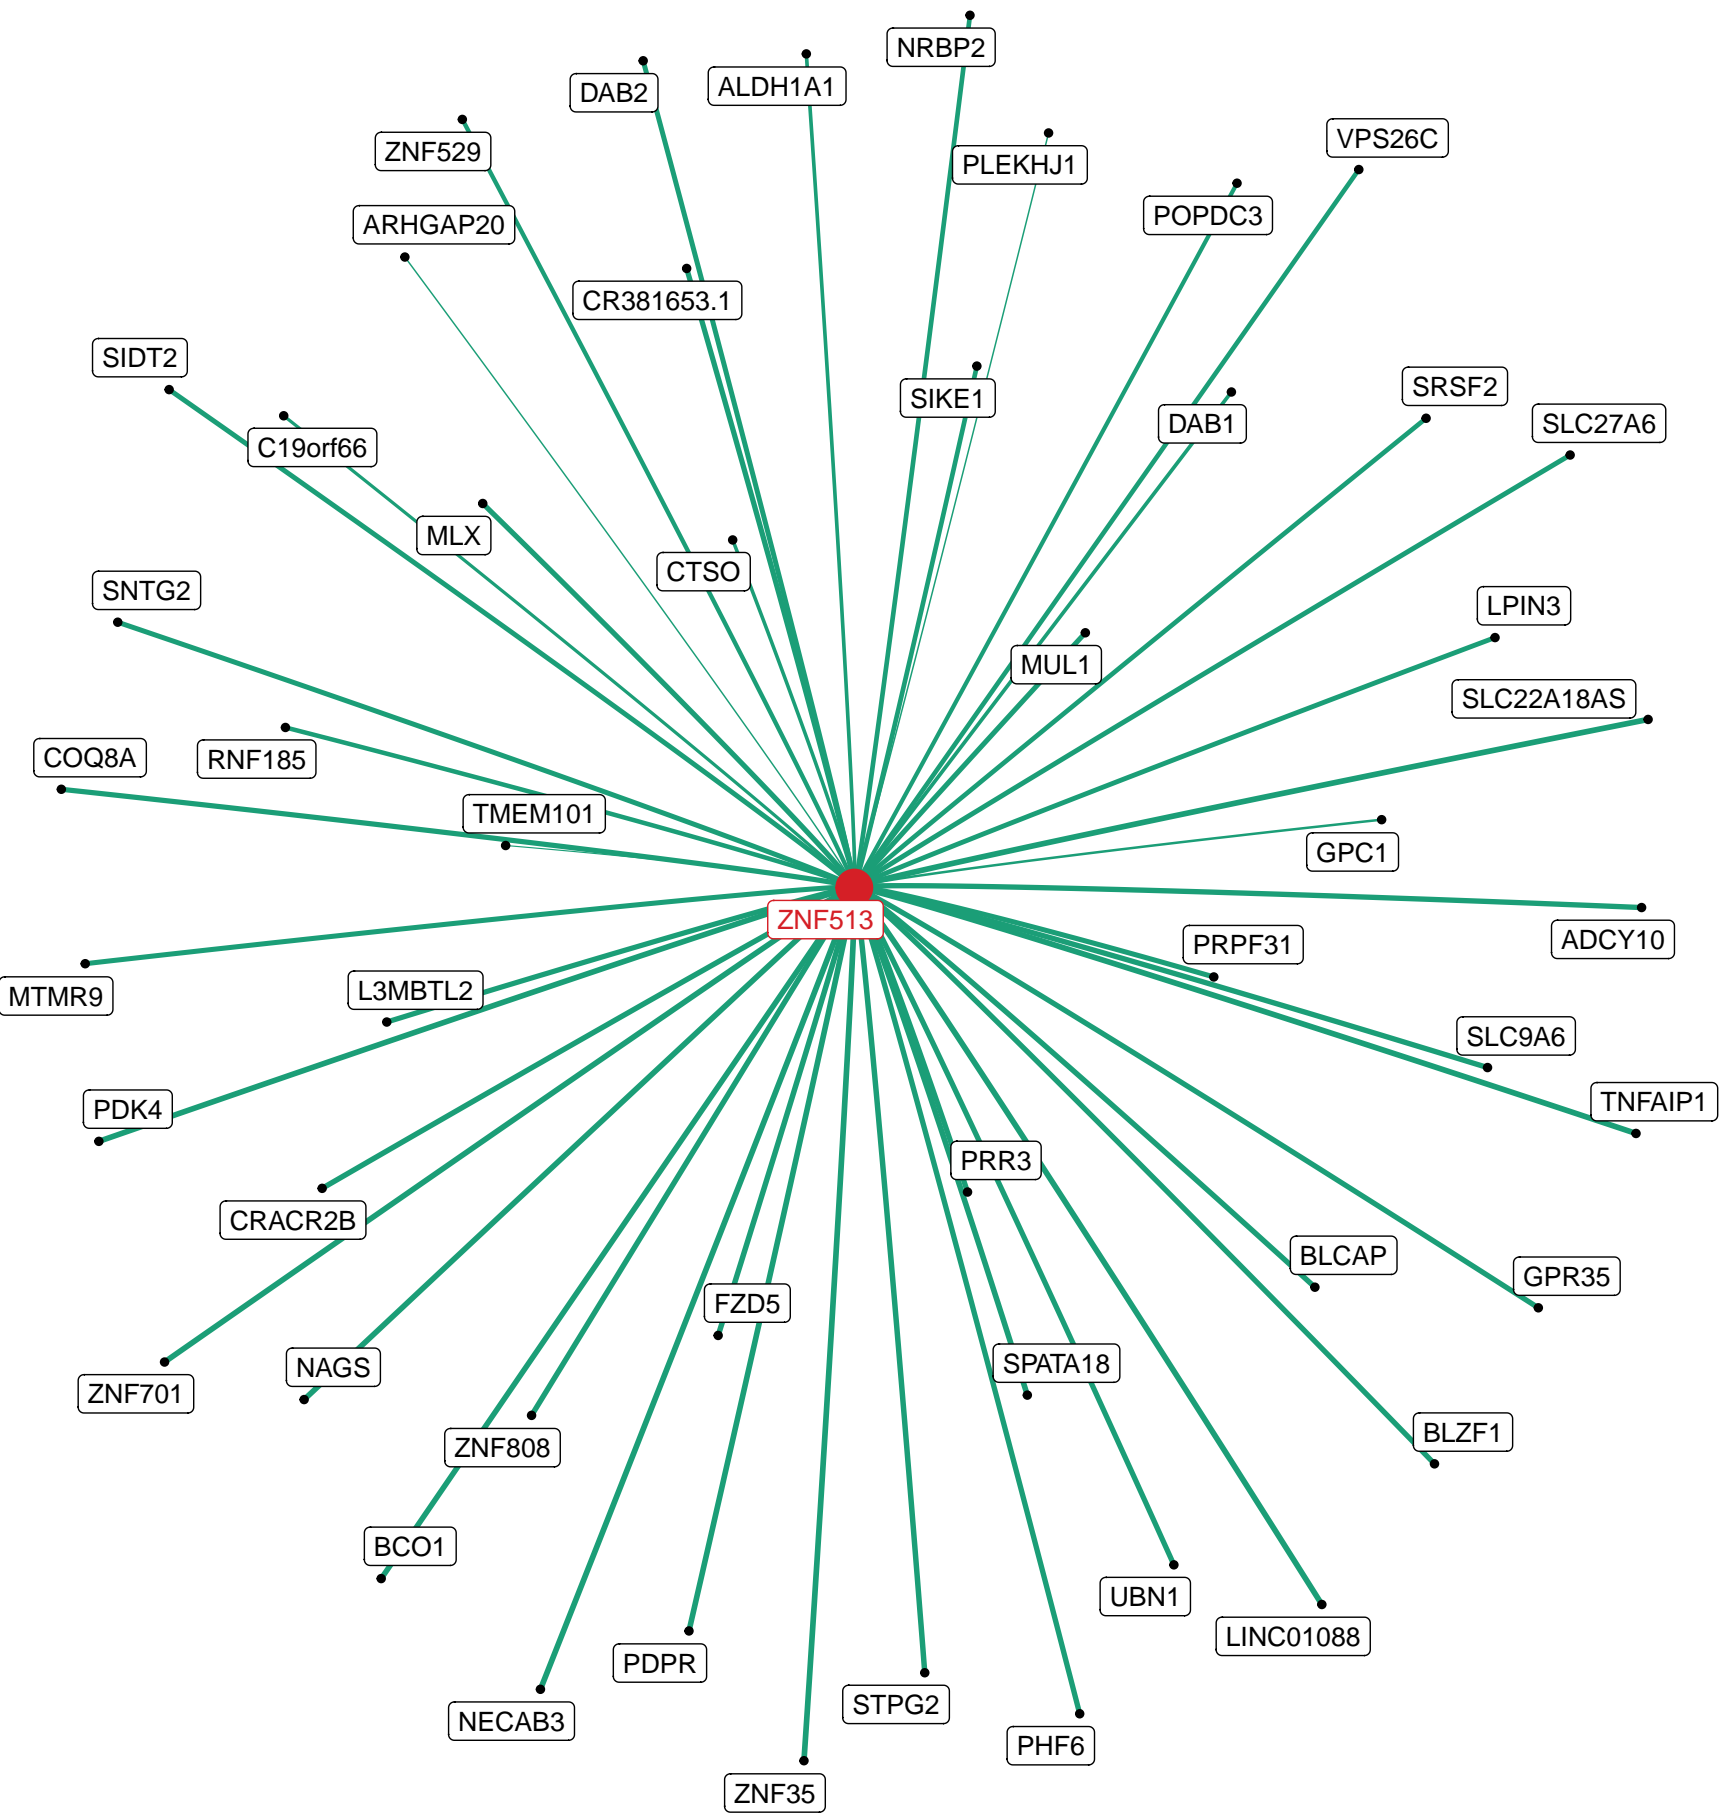 NRBP2
DAB2
ALDH1A1
VPS26C
ZNF529
PLEKHJ1
POPDC3
ARHGAP20
CR381653.1
SIDT2
SRSF2
SIKE1
SLC27A6
DAB1
C19orf66
MLX
CTSO
SNTG2
LPIN3
MUL1
SLC22A18AS
COQ8A
RNF185
TMEM101
GPC1
ZNF513
ADCY10
PRPF31
L3MBTL2
MTMR9
SLC9A6
TNFAIP1
PDK4
PRR3
CRACR2B
BLCAP
GPR35
FZD5
SPATA18
NAGS
ZNF701
BLZF1
ZNF808
BCO1
UBN1
LINC01088
PDPR
STPG2
NECAB3
PHF6
ZNF35